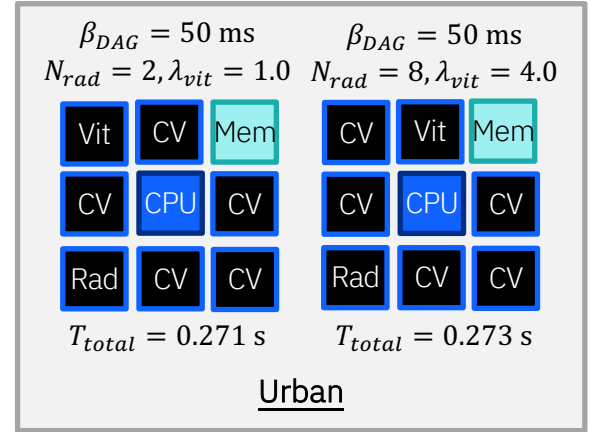 β_DAG = 50 ms
N_rad = 2, λ_vit = 1.0
Vit CV Mem
CV CPU CV
Rad CV CV
T_total = 0.271 s
β_DAG = 50 ms
N_rad = 8, λ_vit = 4.0
CV Vit Mem
CV CPU CV
Rad CV CV
T_total = 0.273 s
Urban